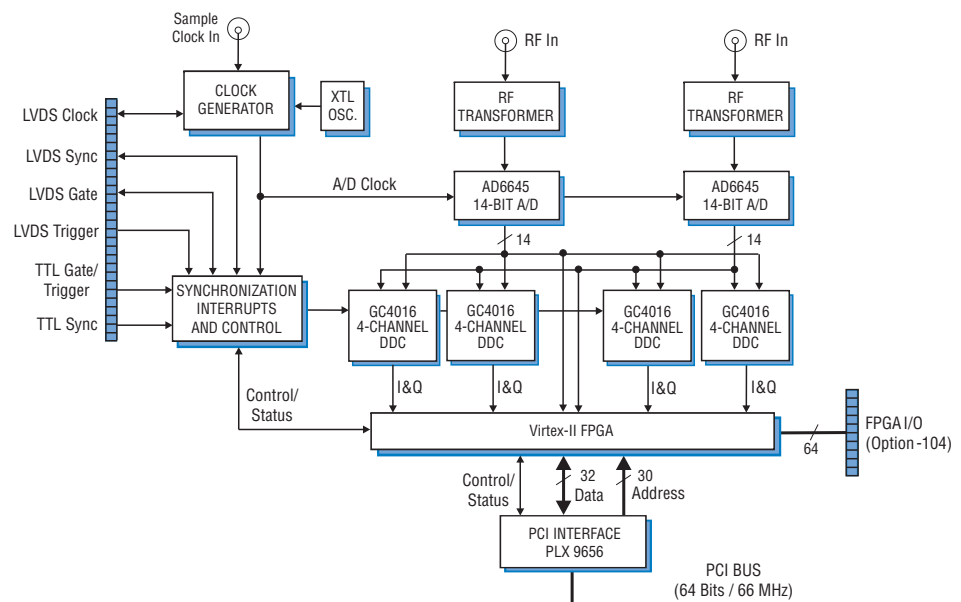 Sample
Clock In
RF In
RF In
CLOCK
GENERATOR
XTL
OSC.
RF
TRANSFORMER
RF
TRANSFORMER
LVDS Clock
LVDS Sync
LVDS Gate
LVDS Trigger
TTL Gate/
Trigger
TTL Sync
A/D Clock
AD6645
14-BIT A/D
AD6645
14-BIT A/D
14
14
SYNCHRONIZATION
INTERRUPTS
AND CONTROL
GC4016
4-CHANNEL
DDC
GC4016
4-CHANNEL
DDC
GC4016
4-CHANNEL
DDC
GC4016
4-CHANNEL
DDC
I&Q
I&Q
I&Q
I&Q
Control/
Status
Virtex-II FPGA
64
FPGA I/O
(Option -104)
Control/
Status
32
Data
30
Address
PCI INTERFACE
PLX 9656
PCI BUS
(64 Bits / 66 MHz)